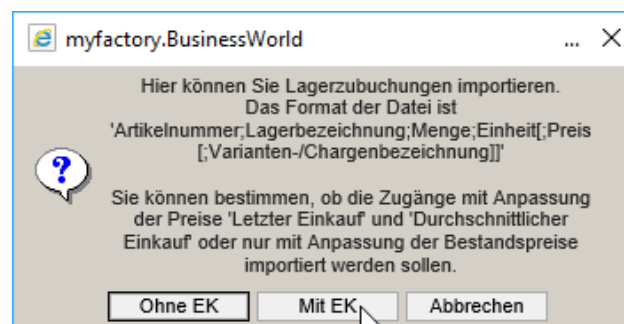 myfactory.BusinessWorld ...
Hier können Sie Lagerzubuchungen importieren.
Das Format der Datei ist
'Artikelnummer;Lagerbezeichnung;Menge;Einheit[;Preis
[;Varianten-/Chargenbezeichnung]]'
Sie können bestimmen, ob die Zugänge mit Anpassung
der Preise 'Letzter Einkauf' und 'Durchschnittlicher
Einkauf' oder nur mit Anpassung der Bestandspreise
importiert werden sollen.
Ohne EK Mit EK Abbrechen